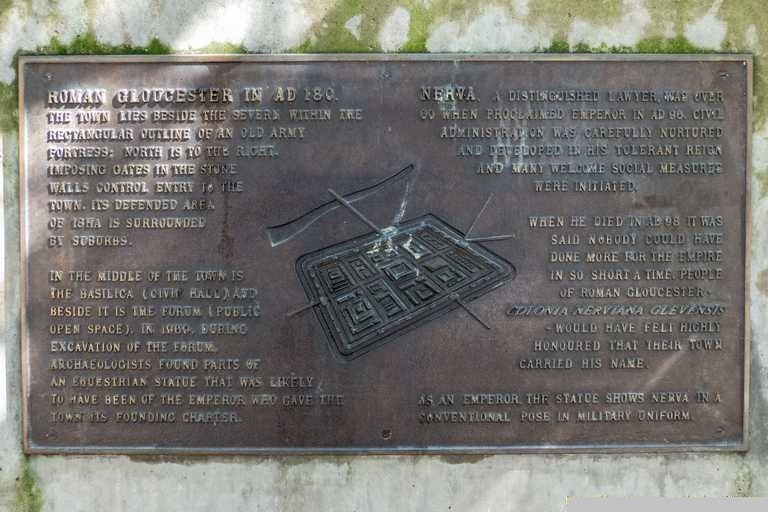 ROMAN GLOUCESTER IN AD 180.
THE TOWN LIES BESIDE THE SEVERN WITHIN THE
RECTANGULAR OUTLINE OF AN OLD ARMY
FORTRESS: NORTH IS TO THE RIGHT.
IMPOSING GATES IN THE STONE
WALLS CONTROL ENTRY TO THE
TOWN. ITS DEFENDED AREA
OF 18HA IS SURROUNDED
BY SUBURBS.
IN THE MIDDLE OF THE TOWN IS
THE BASILICA (CIVIC HALL) AND
BESIDE IT IS THE FORUM (PUBLIC
OPEN SPACE). IN 1969, DURING
EXCAVATION OF THE FORUM,
ARCHAEOLOGISTS FOUND PARTS OF
AN EQUESTRIAN STATUE THAT WAS LIKELY
TO HAVE BEEN OF THE EMPEROR WHO GAVE THE
TOWN ITS FOUNDING CHARTER.
NERVA, A DISTINGUISHED LAWYER, WAS OVER
60 WHEN PROCLAIMED EMPEROR IN AD 96. CIVIL
ADMINISTRATION WAS CAREFULLY NURTURED
AND DEVELOPED IN HIS TOLERANT REIGN
AND MANY WELCOME SOCIAL MEASURES
WERE INITIATED.
WHEN HE DIED IN AD 98 IT WAS
SAID NOBODY COULD HAVE
DONE MORE FOR THE EMPIRE
IN SO SHORT A TIME. PEOPLE
OF ROMAN GLOUCESTER -
COLONIA NERVIANA GLEVENSIS
- WOULD HAVE FELT HIGHLY
HONOURED THAT THEIR TOWN
CARRIED HIS NAME.
AS AN EMPEROR, THE STATUE SHOWS NERVA IN A
CONVENTIONAL POSE IN MILITARY UNIFORM.